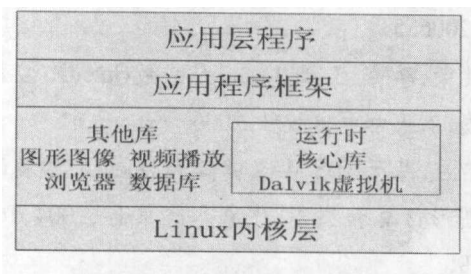 应用层程序
应用程序框架
其他库
图形图像 视频播放
浏览器 数据库
运行时
核心库
Dalvik虚拟机
Linux内核层